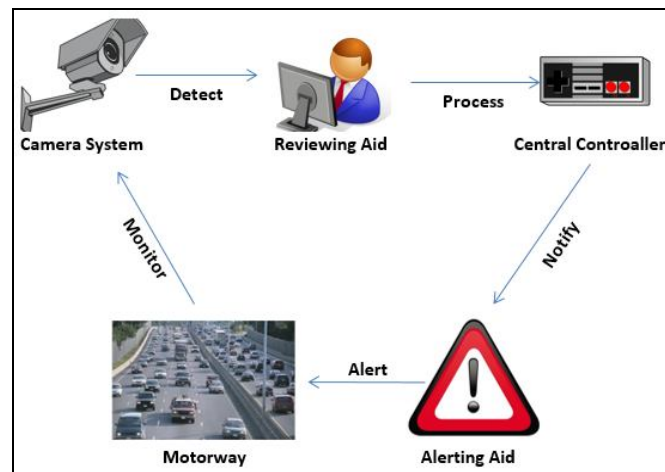 Detect
Process
Camera System
Reviewing Aid
Central Controaller
Monitor
Notify
Alert
Motorway
Alerting Aid